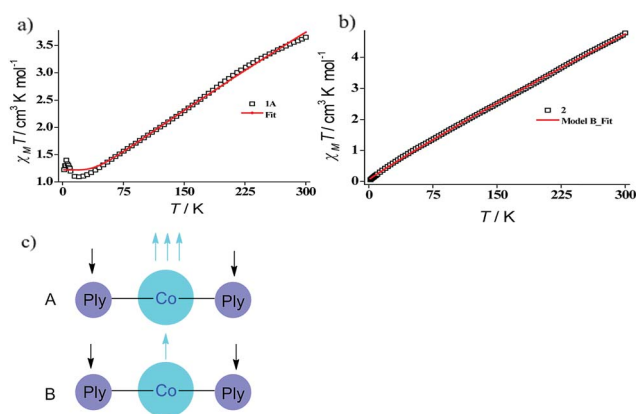 a)
χMT / cm³ K mol⁻¹
3.5
3.0
2.5
2.0
1.5
1.0
75 150 225 300
T / K
1A
Fit
b)
χMT / cm³ K mol⁻¹
4
3
2
1
0
0 75 150 225 300
T / K
2
Model B_Fit
c)
A Ply Co Ply
B Ply Co Ply